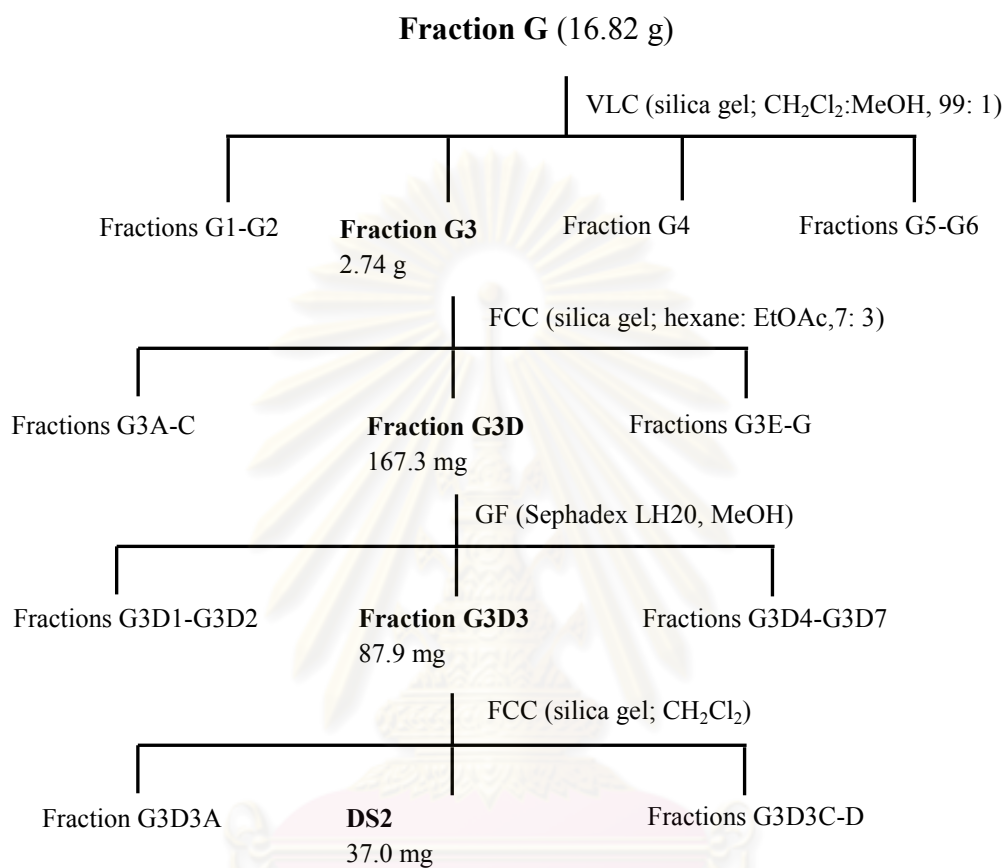 Fraction G (16.82 g)
VLC (silica gel; CH₂Cl₂:MeOH, 99: 1)
Fractions G1-G2
Fraction G3
Fraction G4
Fractions G5-G6
2.74 g
FCC (silica gel; hexane: EtOAc,7: 3)
Fractions G3A-C
Fraction G3D
Fractions G3E-G
167.3 mg
GF (Sephadex LH20, MeOH)
Fractions G3D1-G3D2
Fraction G3D3
Fractions G3D4-G3D7
87.9 mg
FCC (silica gel; CH₂Cl₂)
Fraction G3D3A
DS2
Fractions G3D3C-D
37.0 mg